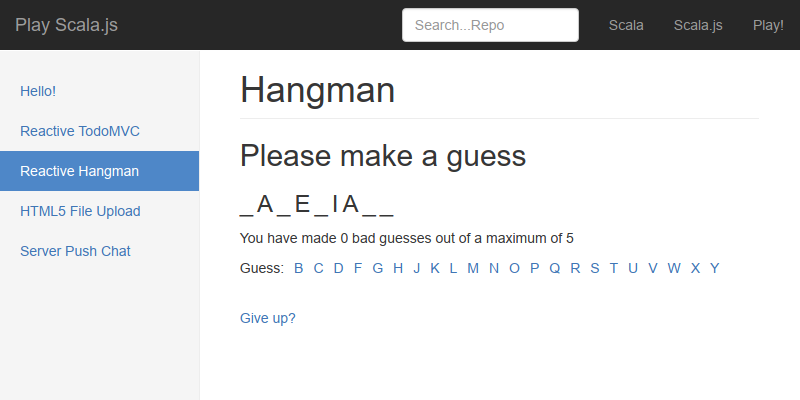 Play Scala.js
Search...Repo
Scala
Scala.js
Play!
Hello!
Reactive TodoMVC
Reactive Hangman
HTML5 File Upload
Server Push Chat
Hangman
Please make a guess
_ A _ E _ I A _ _
You have made 0 bad guesses out of a maximum of 5
Guess: B C D F G H J K L M N O P Q R S T U V W X Y
Give up?